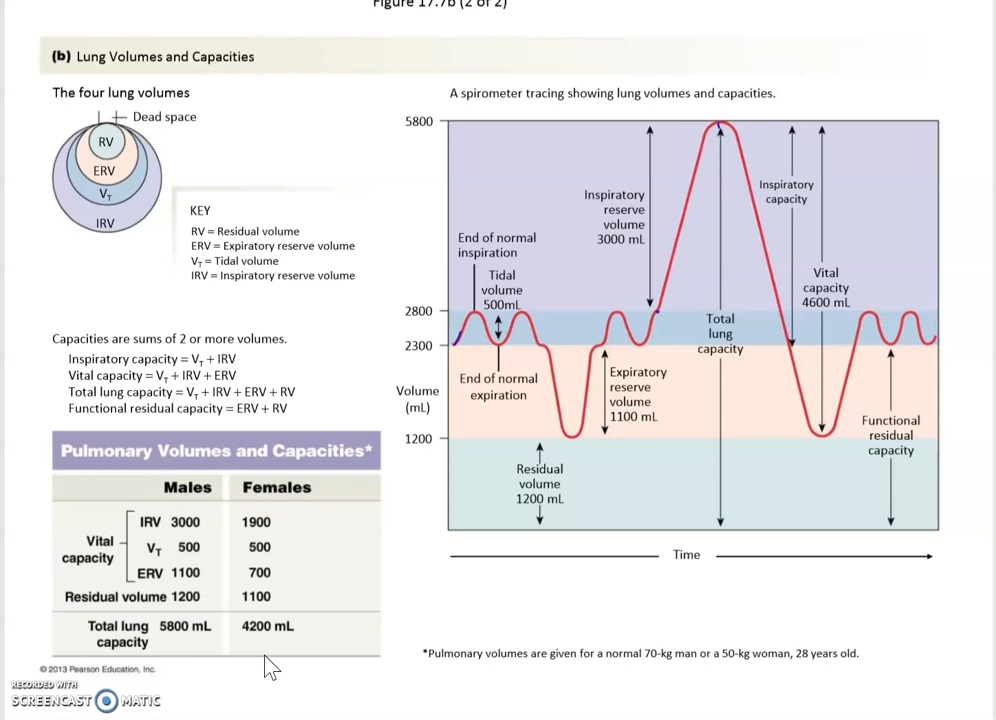 Figure 17.7b (2 of 2)
(b) Lung Volumes and Capacities
The four lung volumes
Dead space
RV
ERV
VT
IRV
KEY
RV = Residual volume
ERV = Expiratory reserve volume
VT = Tidal volume
IRV = Inspiratory reserve volume
Capacities are sums of 2 or more volumes.
Inspiratory capacity = VT + IRV
Vital capacity = VT + IRV + ERV
Total lung capacity = VT + IRV + ERV + RV
Functional residual capacity = ERV + RV
Pulmonary Volumes and Capacities*
Males Females
Vital
capacity
IRV 3000 1900
VT 500 500
ERV 1100 700
Residual volume 1200 1100
Total lung 5800 mL 4200 mL
capacity
© 2013 Pearson Education, Inc.
RECORDED WITH
SCREENCAST MATIC
A spirometer tracing showing lung volumes and capacities.
5800
2800
2300
Volume
(mL)
1200
End of normal
inspiration
Tidal
volume
500mL
End of normal
expiration
Inspiratory
reserve
volume
3000 mL
Expiratory
reserve
volume
1100 mL
Residual
volume
1200 mL
Total
lung
capacity
Inspiratory
capacity
Vital
capacity
4600 mL
Functional
residual
capacity
Time
*Pulmonary volumes are given for a normal 70-kg man or a 50-kg woman, 28 years old.